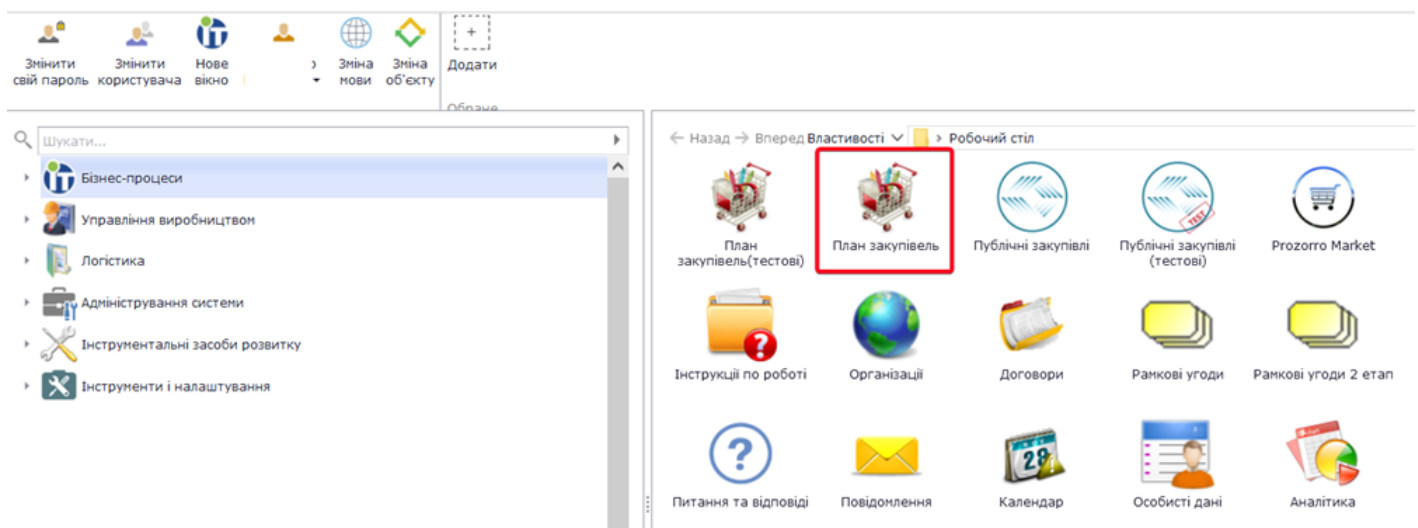 Змінити свій пароль
Змінити користувача
Нове вікно
Зміна мови
Зміна об'єкту
Додати
Обране
Шукати...
Бізнес-процеси
Управління виробництвом
Логістика
Адміністрування системи
Інструментальні засоби розвитку
Інструменти і налаштування
← Назад → Вперед Властивості > Робочий стіл
План
закупівель(тестові)
План закупівель
Публічні закупівлі
Публічні закупівлі
(тестові)
TEST
Prozorro Market
Інструкції по роботі
Організації
Договори
Рамкові угоди
Рамкові угоди 2 етап
28
Питання та відповіді
Повідомлення
Календар
Особисті дані
Аналітика